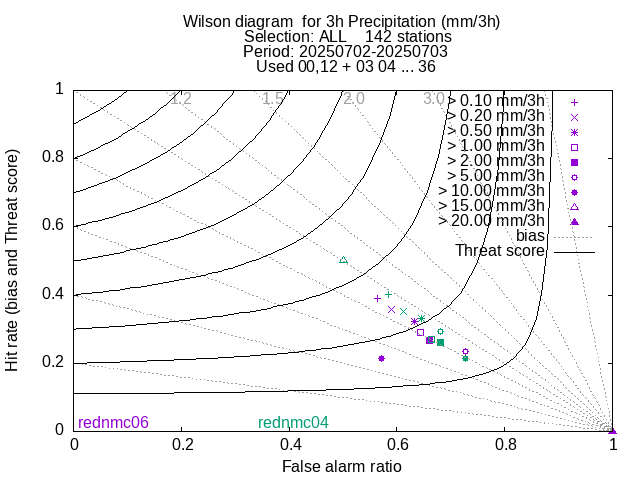 Wilson diagram  for 3h Precipitation (mm/3h)
Selection: ALL    142 stations
Period: 20250702-20250703
Used 00,12 + 03 04 ... 36
1.2 1.5 2.0 3.0
> 0.10 mm/3h
> 0.20 mm/3h
> 0.50 mm/3h
> 1.00 mm/3h
> 2.00 mm/3h
> 5.00 mm/3h
> 10.00 mm/3h
> 15.00 mm/3h
> 20.00 mm/3h
bias
Threat score
1
0.8
0.6
0.4
0.2
0
Hit rate (bias and Threat score)
rednmc06 rednmc04
0 0.2 0.4 0.6 0.8 1
False alarm ratio